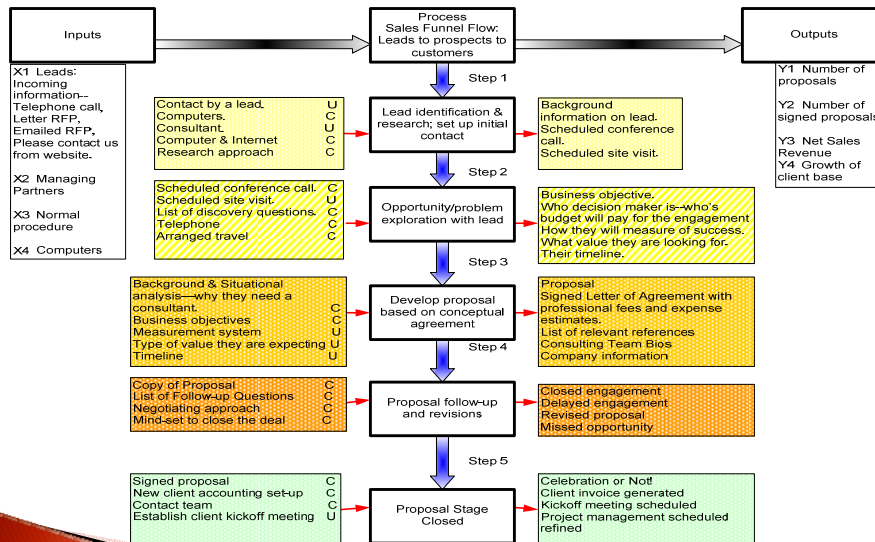 Inputs
Process
Sales Funnel Flow:
Leads to prospects to
customers
Outputs
X1 Leads:
Incoming
information--
Telephone call,
Letter RFP,
Emailed RFP,
Please contact us
from website.
X2 Managing
Partners
X3 Normal
procedure
X4 Computers
Y1 Number of
proposals
Y2 Number of
signed proposals
Y3 Net Sales
Revenue
Y4 Growth of
client base
Step 1
Contact by a lead. U
Computers. C
Consultant. U
Computer & Internet C
Research approach C
Lead identification &
research; set up initial
contact
Background
information on lead.
Scheduled conference
call.
Scheduled site visit.
Step 2
Scheduled conference call. C
Scheduled site visit. U
List of discovery questions. C
Telephone C
Arranged travel C
Opportunity/problem
exploration with lead
Business objective.
Who decision maker is—who's
budget will pay for the engagement
How they will measure of success.
What value they are looking for.
Their timeline.
Step 3
Background & Situational
analysis—why they need a
consultant. C
Business objectives C
Measurement system U
Type of value they are expecting U
Timeline U
Develop proposal
based on conceptual
agreement
Proposal
Signed Letter of Agreement with
professional fees and expense
estimates.
List of relevant references
Consulting Team Bios
Company information
Step 4
Copy of Proposal C
List of Follow-up Questions C
Negotiating approach C
Mind-set to close the deal C
Proposal follow-up
and revisions
Closed engagement
Delayed engagement
Revised proposal
Missed opportunity
Step 5
Signed proposal C
New client accounting set-up C
Contact team C
Establish client kickoff meeting U
Proposal Stage
Closed
Celebration or Not!
Client invoice generated
Kickoff meeting scheduled
Project management scheduled
refined